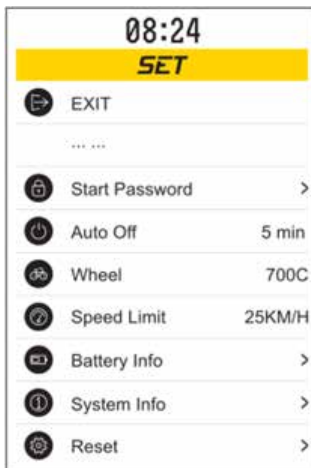 08:24
SET
EXIT
... ...
Start Password >
Auto Off 5 min
Wheel 700C
Speed Limit 25KM/H
Battery Info >
System Info >
Reset >